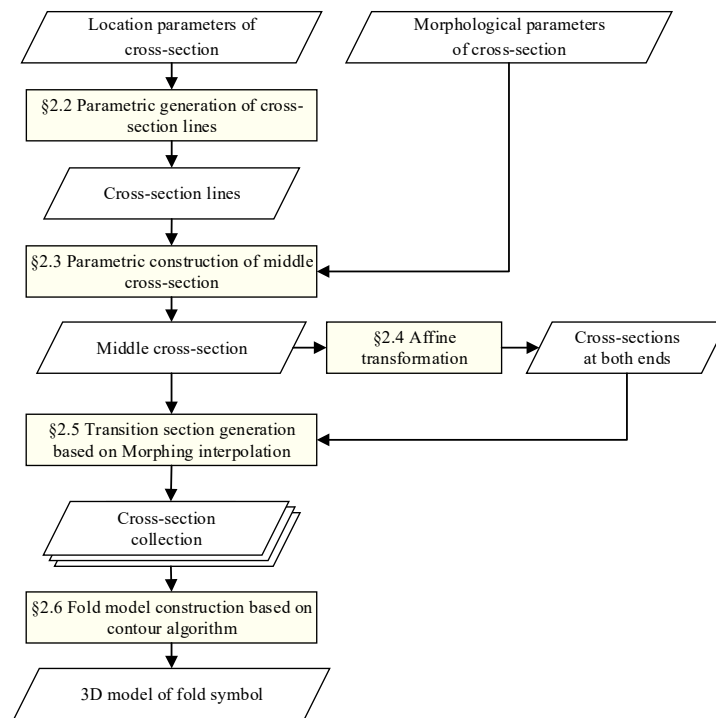 Location parameters of
cross-section
Morphological parameters
of cross-section
§2.2 Parametric generation of cross-
section lines
Cross-section lines
§2.3 Parametric construction of middle
cross-section
Middle cross-section
§2.4 Affine
transformation
Cross-sections
at both ends
§2.5 Transition section generation
based on Morphing interpolation
Cross-section
collection
§2.6 Fold model construction based on
contour algorithm
3D model of fold symbol